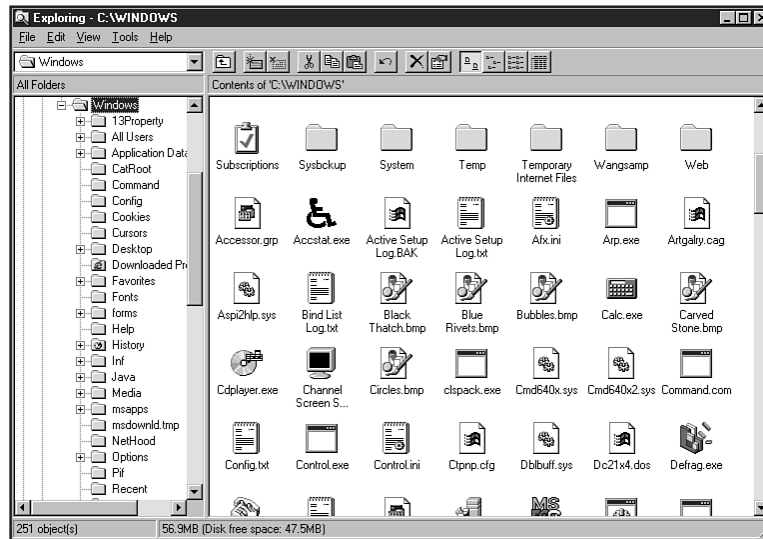 Exploring - C:\WINDOWS
File Edit View Tools Help
Windows
All Folders
Contents of 'C:\WINDOWS'
Windows
13Property
All Users
Application Data
CatRoot
Command
Config
Cookies
Cursors
Desktop
Downloaded Pr
Favorites
Fonts
forms
Help
History
Inf
Java
Media
msapps
msdownld.tmp
NetHood
Options
Pif
Recent
Subscriptions Sysbckup System Temp Temporary Wangsamp Web
Internet Files
Accessor.grp Accstat.exe Active Setup Active Setup Afx.ini Arp.exe Artgalry.cag
Log.BAK Log.txt
Aspi2hlp.sys Bind List Black Blue Bubbles.bmp Calc.exe Carved
Log.txt Thatch.bmp Rivets.bmp Stone.bmp
Cdplayer.exe Channel Circles.bmp clspack.exe Cmd640x.sys Cmd640x2.sys Command.com
Screen S...
Config.txt Control.exe Control.ini Ctpnp.cfg Dblbuff.sys Dc21x4.dos Defrag.exe
MS
251 object(s) 56.9MB (Disk free space: 47.5MB)